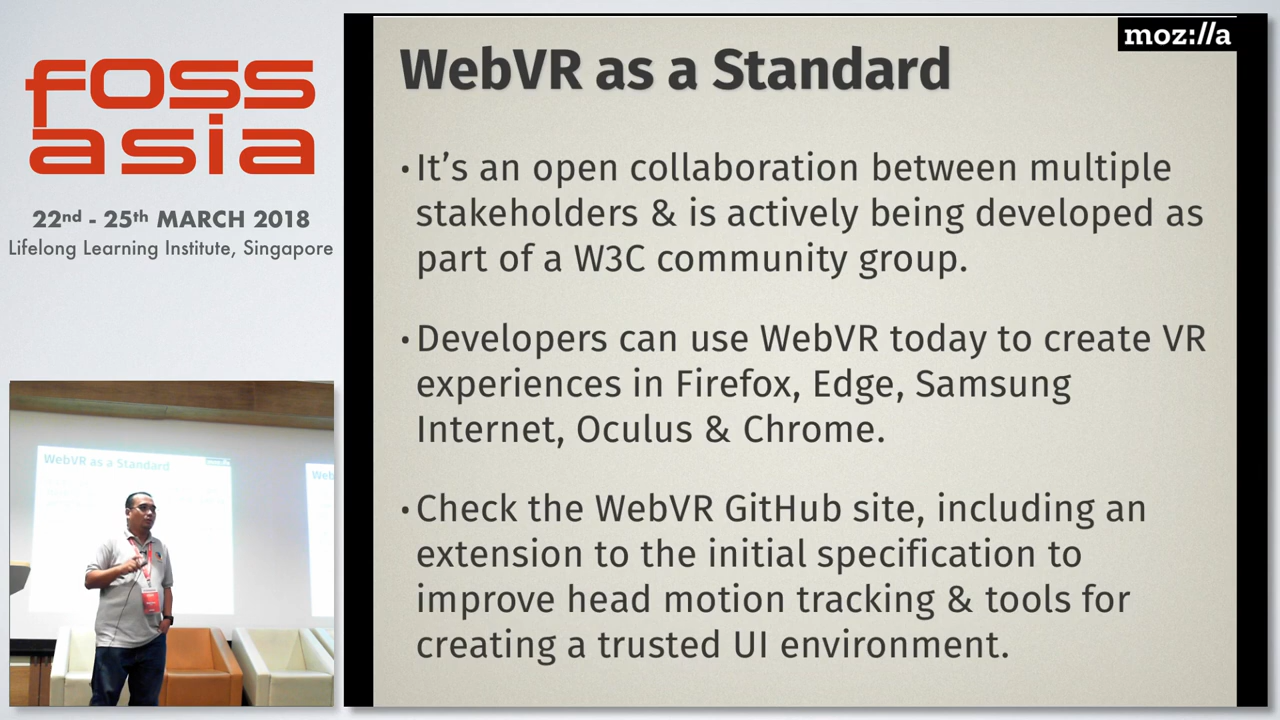 foss
asia
22nd - 25th MARCH 2018
Lifelong Learning Institute, Singapore
moz://a
WebVR as a Standard
• It’s an open collaboration between multiple
stakeholders & is actively being developed as
part of a W3C community group.
• Developers can use WebVR today to create VR
experiences in Firefox, Edge, Samsung
Internet, Oculus & Chrome.
• Check the WebVR GitHub site, including an
extension to the initial specification to
improve head motion tracking & tools for
creating a trusted UI environment.
WebVR as a Standard
Web